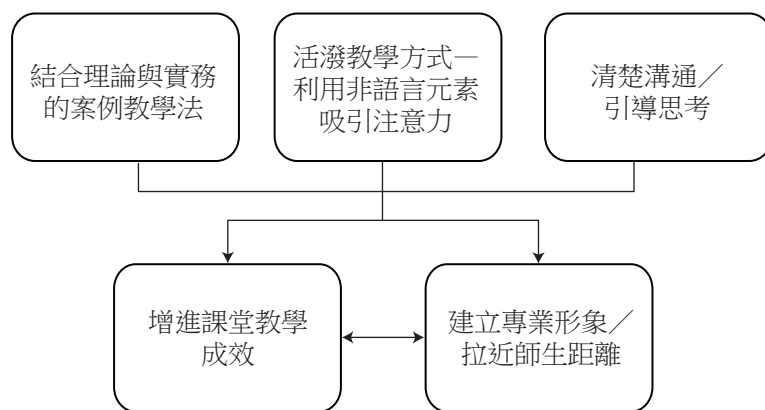 結合理論與實務
的案例教學法
活潑教學方式—
利用非語言元素
吸引注意力
清楚溝通／
引導思考
增進課堂教學
成效
建立專業形象／
拉近師生距離